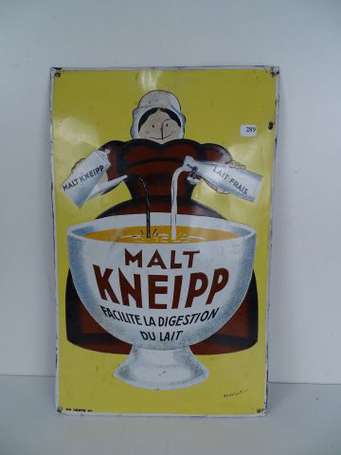 289
MALT KNEIPP
LAIT FRAIS
MALT
KNEIPP
FACILITE LA DIGESTION
DU LAIT